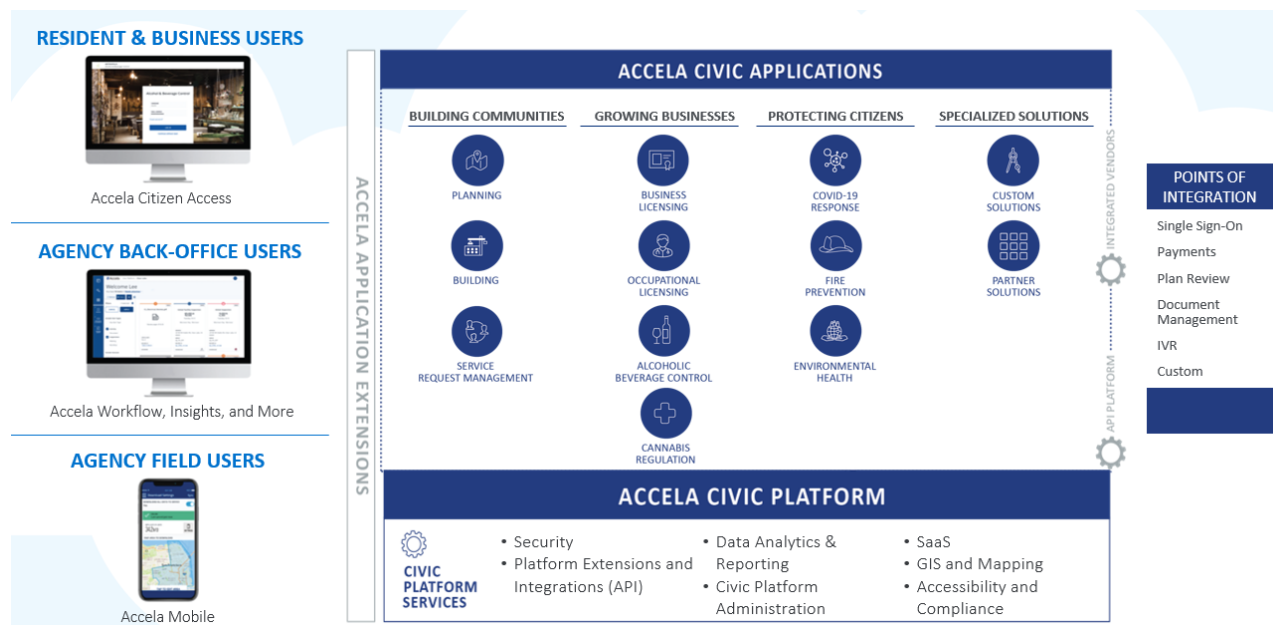 RESIDENT & BUSINESS USERS
Accela Citizen Access
AGENCY BACK-OFFICE USERS
Welcome Lee
Accela Workflow, Insights, and More
AGENCY FIELD USERS
Accela Mobile
ACCELA APPLICATION EXTENSIONS
ACCELA CIVIC APPLICATIONS
BUILDING COMMUNITIES
PLANNING
BUILDING
SERVICE
REQUEST MANAGEMENT
GROWING BUSINESSES
BUSINESS
LICENSING
OCCUPATIONAL
LICENSING
ALCOHOLIC
BEVERAGE CONTROL
CANNABIS
REGULATION
PROTECTING CITIZENS
COVID-19
RESPONSE
FIRE
PREVENTION
ENVIRONMENTAL
HEALTH
SPECIALIZED SOLUTIONS
CUSTOM
SOLUTIONS
PARTNER
SOLUTIONS
INTEGRATED VENDORS
API PLATFORM
POINTS OF
INTEGRATION
Single Sign-On
Payments
Plan Review
Document
Management
IVR
Custom
ACCELA CIVIC PLATFORM
CIVIC
PLATFORM
SERVICES
• Security
• Platform Extensions and
Integrations (API)
• Data Analytics &
Reporting
• Civic Platform
Administration
• SaaS
• GIS and Mapping
• Accessibility and
Compliance